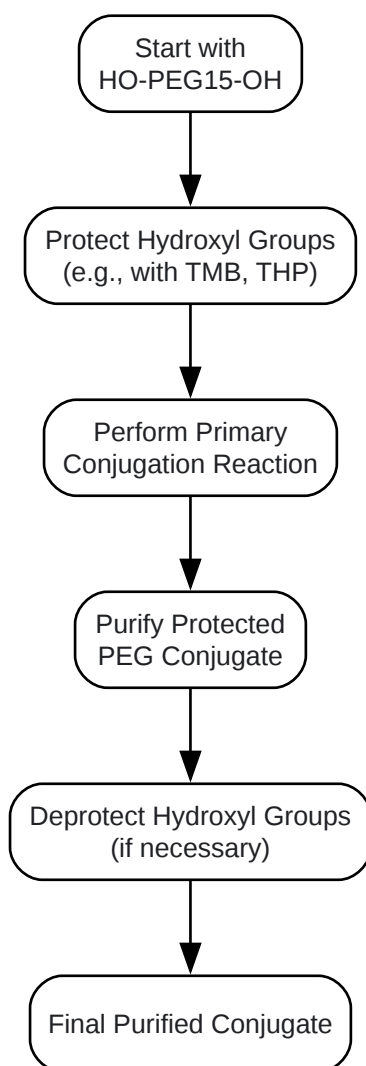 Start with
HO-PEG15-OH
Protect Hydroxyl Groups
(e.g., with TMB, THP)
Perform Primary
Conjugation Reaction
Purify Protected
PEG Conjugate
Deprotect Hydroxyl Groups
(if necessary)
Final Purified Conjugate